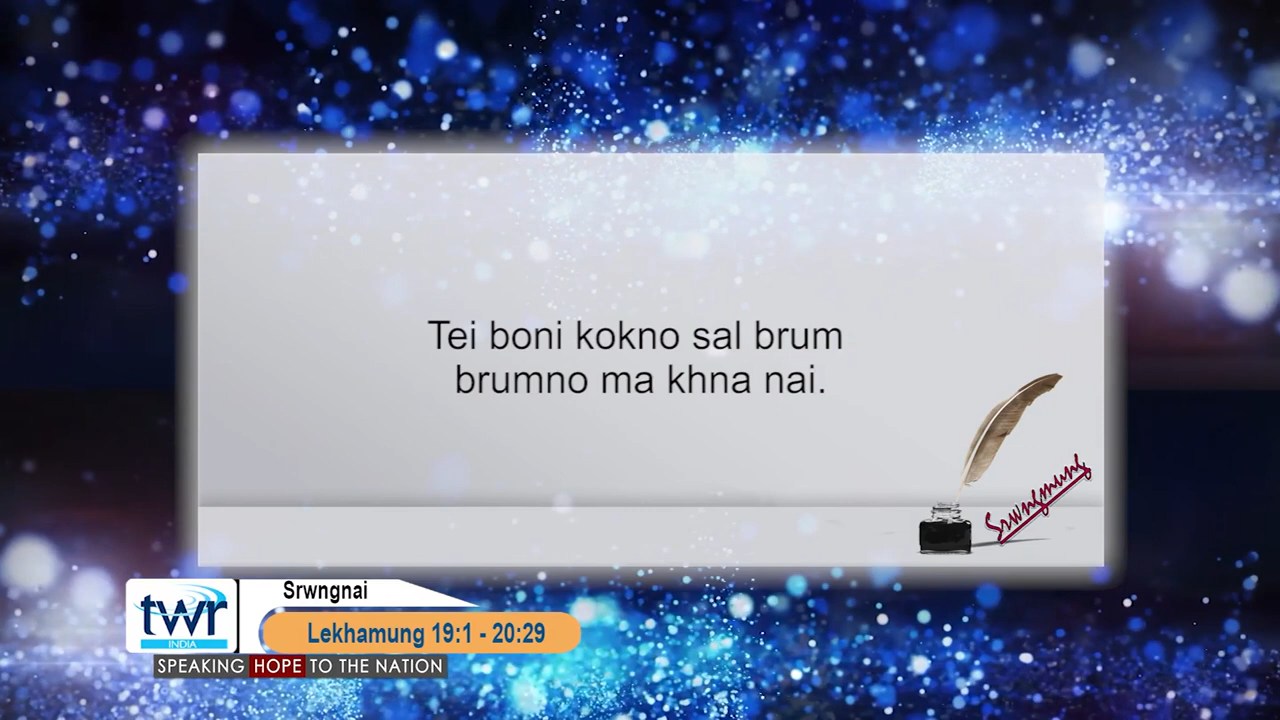 Tei boni kokno sal brum
brumno ma khna nai.
Srwngmung
twr
INDIA
Srwngnai
Lekhamung 19:1 - 20:29
SPEAKING HOPE TO THE NATION